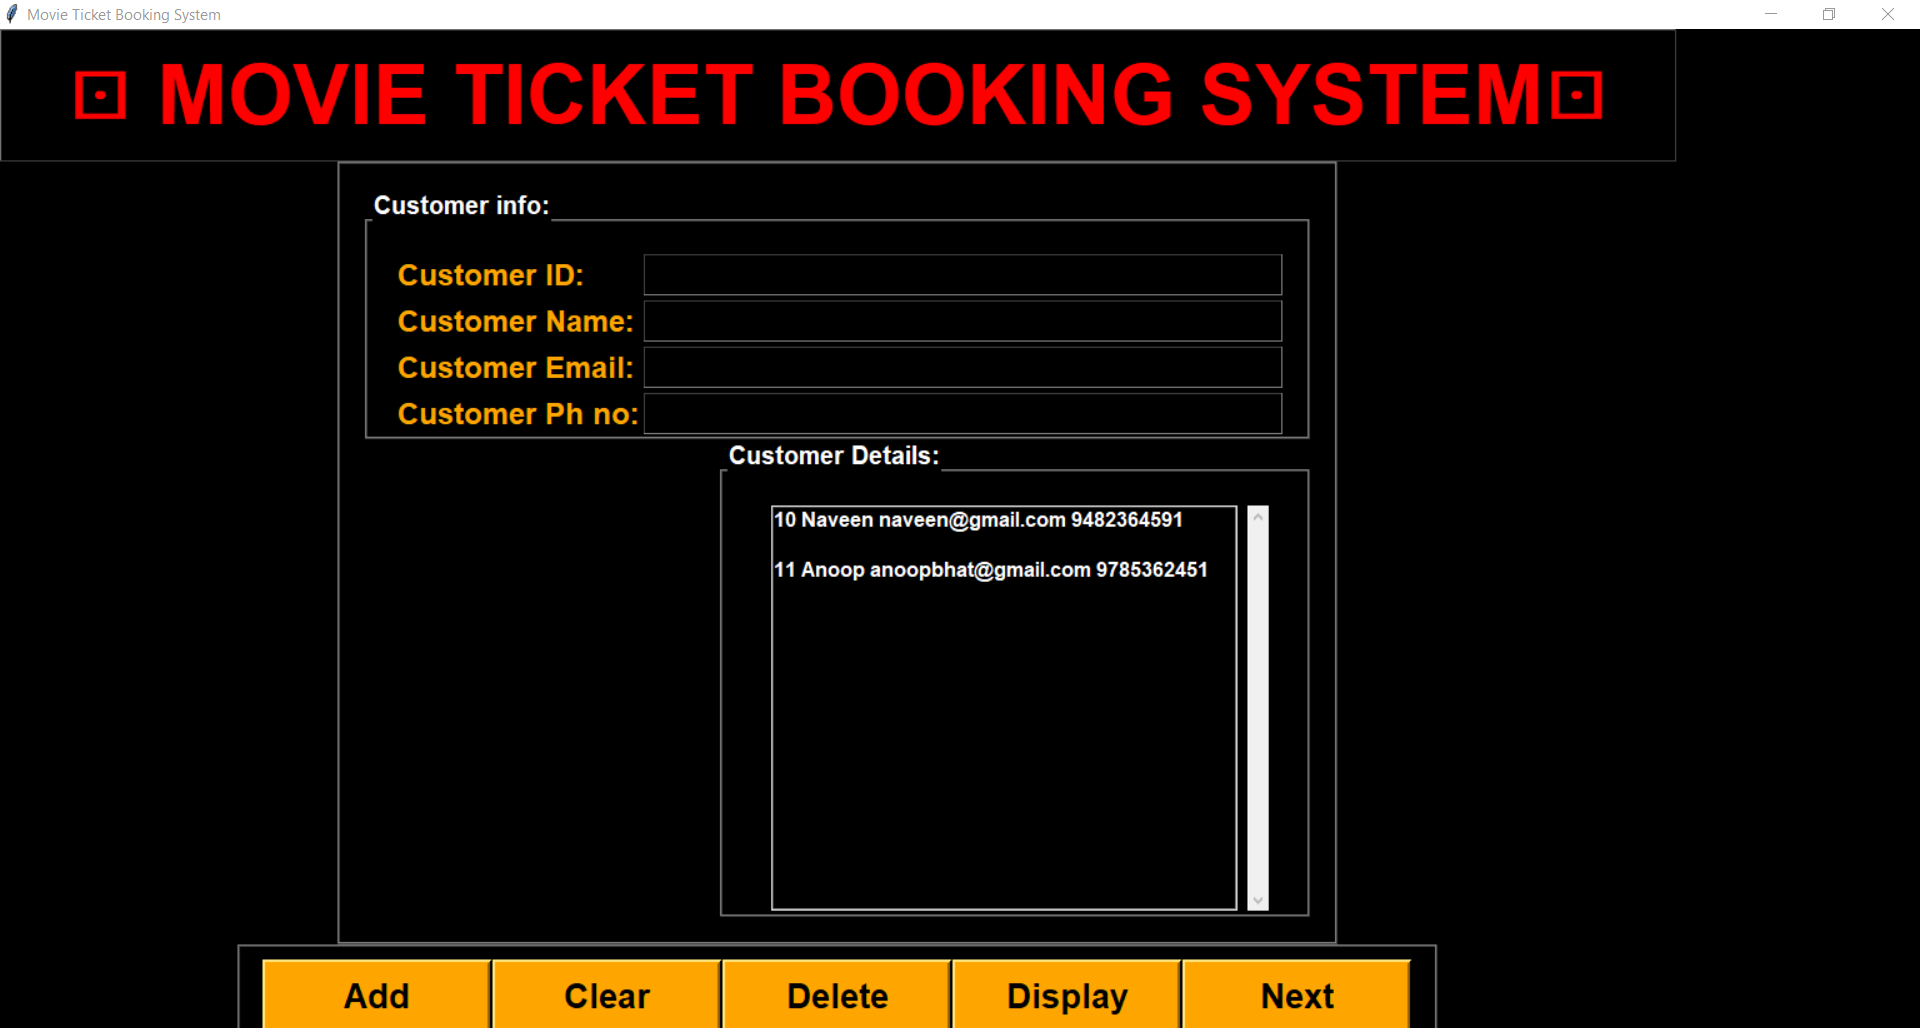 Movie Ticket Booking System
⊡ MOVIE TICKET BOOKING SYSTEM⊡
Customer info:
Customer ID:
Customer Name:
Customer Email:
Customer Ph no:
Customer Details:
10 Naveen naveen@gmail.com 9482364591
11 Anoop anoopbhat@gmail.com 9785362451
Add Clear Delete Display Next